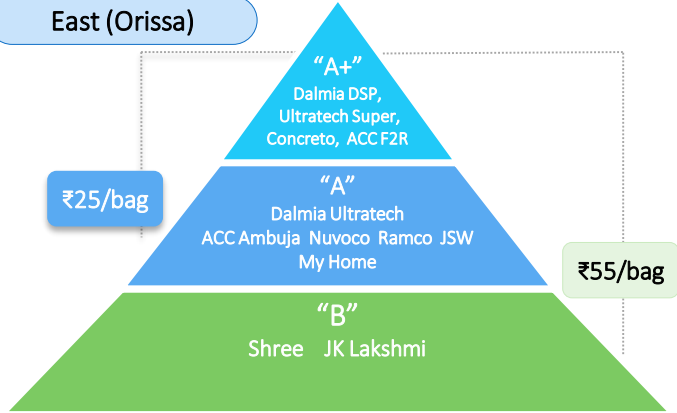 East (Orissa)
“A+”
Dalmia DSP,
Ultratech Super,
Concreto, ACC F2R
₹25/bag
“A”
Dalmia Ultratech
ACC Ambuja Nuvoco Ramco JSW
My Home
₹55/bag
“B”
Shree JK Lakshmi